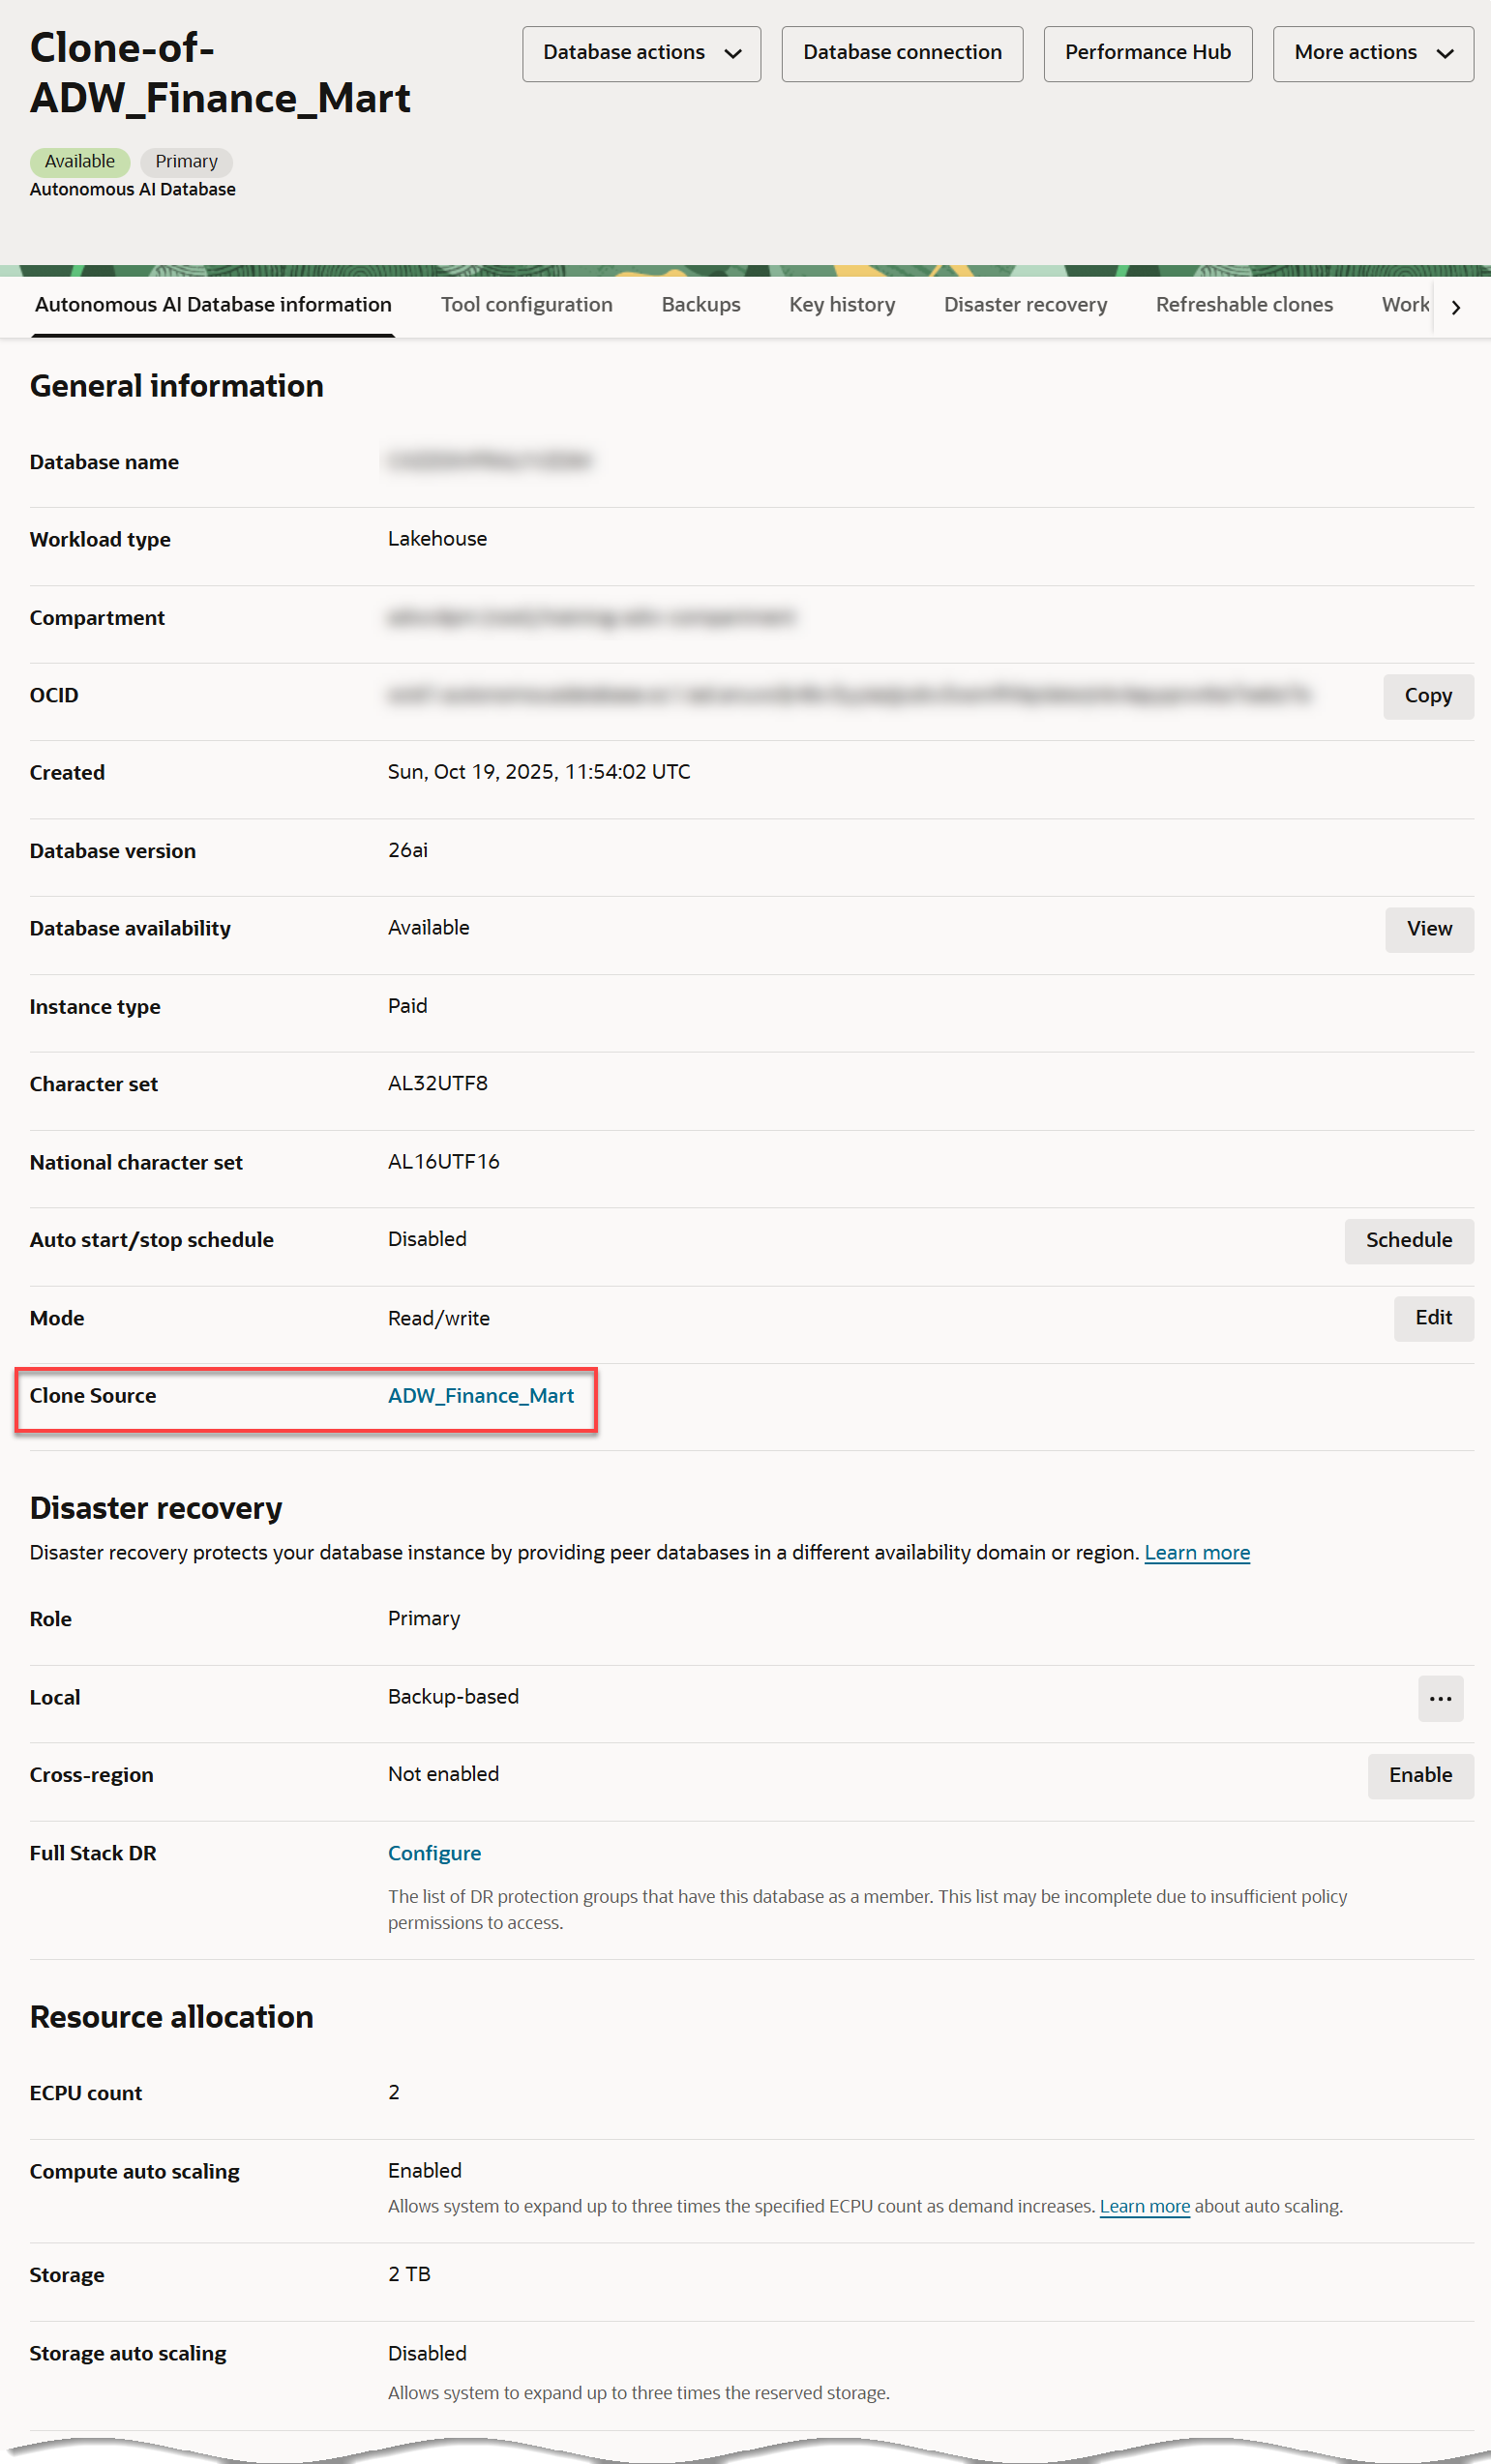 Clone-of-
ADW_Finance_Mart
Database actions
Database connection
Performance Hub
More actions
Available
Primary
Autonomous AI Database
Autonomous AI Database information
Tool configuration
Backups
Key history
Disaster recovery
Refreshable clones
Work
General information
Database name
Workload type
Lakehouse
Compartment
OCID
Copy
Created
Sun, Oct 19, 2025, 11:54:02 UTC
Database version
26ai
Database availability
Available
View
Instance type
Paid
Character set
AL32UTF8
National character set
AL16UTF16
Auto start/stop schedule
Disabled
Schedule
Mode
Read/write
Edit
Clone Source
ADW_Finance_Mart
Disaster recovery
Disaster recovery protects your database instance by providing peer databases in a different availability domain or region. Learn more
Role
Primary
Local
Backup-based
...
Cross-region
Not enabled
Enable
Full Stack DR
Configure
The list of DR protection groups that have this database as a member. This list may be incomplete due to insufficient policy
permissions to access.
Resource allocation
ECPU count
2
Compute auto scaling
Enabled
Allows system to expand up to three times the specified ECPU count as demand increases. Learn more about auto scaling.
Storage
2 TB
Storage auto scaling
Disabled
Allows system to expand up to three times the reserved storage.